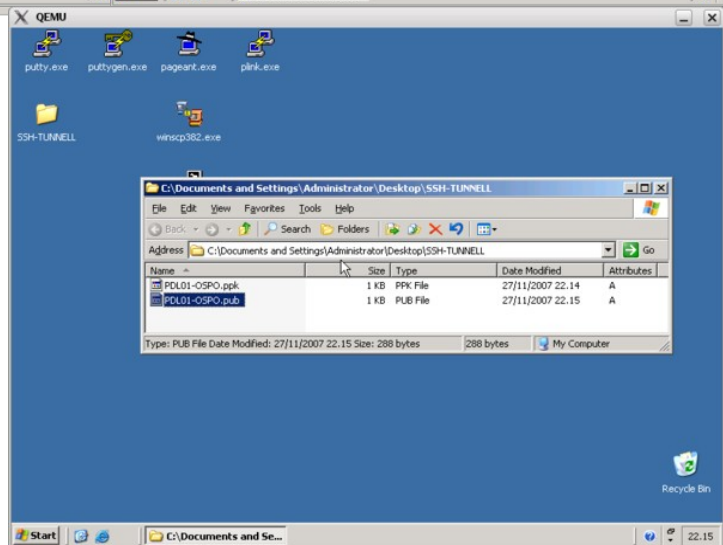 QEMU
putty.exe puttygen.exe pageant.exe plink.exe
SSH-TUNNELL winscp382.exe
C:\Documents and Settings\Administrator\Desktop\SSH-TUNNELL
File Edit View Favorites Tools Help
Back Search Folders
Address C:\Documents and Settings\Administrator\Desktop\SSH-TUNNELL Go
Name Size Type Date Modified Attributes
PDL01-OSPO.ppk 1 KB PPK File 27/11/2007 22.14 A
PDL01-OSPO.pub 1 KB PUB File 27/11/2007 22.15 A
Type: PUB File Date Modified: 27/11/2007 22.15 Size: 288 bytes 288 bytes My Computer
Recycle Bin
Start C:\Documents and Se... 22.15